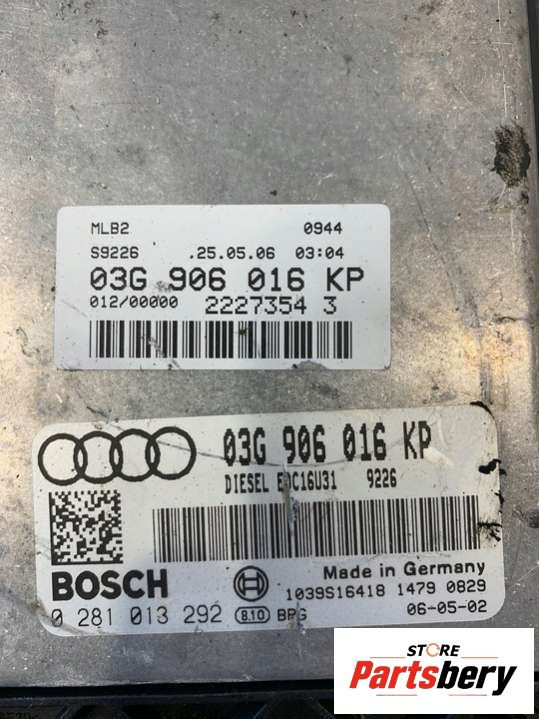 MLB2 0944
S9226 .25.05.06 03:04
03G 906 016 KP
012/00000 2227354 3
03G 906 016 KP
DIESEL EDC16U31 9226
BOSCH
Made in Germany
1039S16418 1479 0829
0 281 013 292 8.10 BPG 06-05-02
STORE
Partsbery